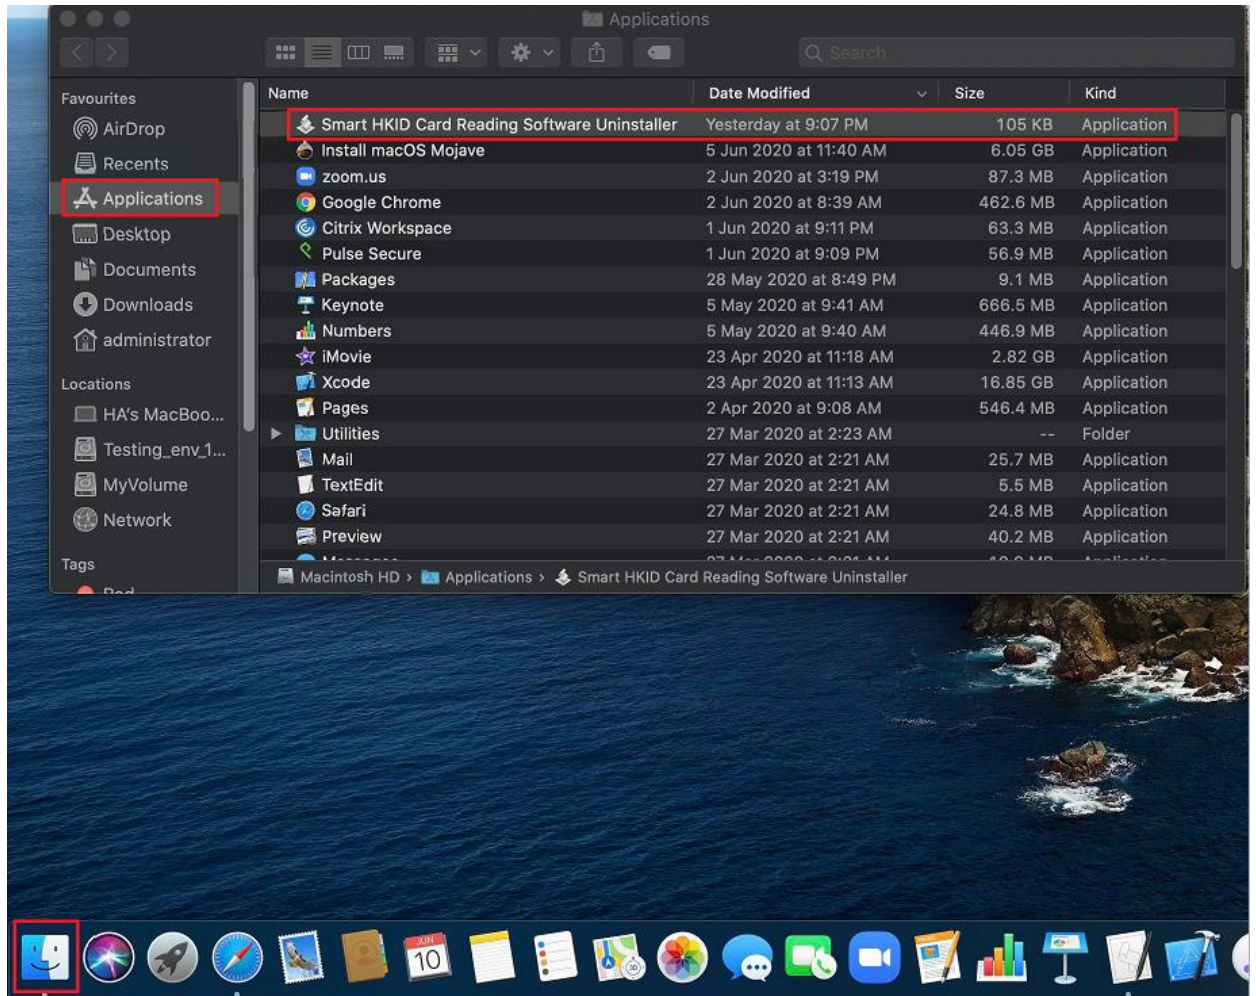 Applications
Search
Favourites
AirDrop
Recents
Applications
Desktop
Documents
Downloads
administrator
Locations
HA's MacBoo...
Testing_env_1...
MyVolume
Network
Tags
Red
Name Date Modified Size Kind
Smart HKID Card Reading Software Uninstaller Yesterday at 9:07 PM 105 KB Application
Install macOS Mojave 5 Jun 2020 at 11:40 AM 6.05 GB Application
zoom.us 2 Jun 2020 at 3:19 PM 87.3 MB Application
Google Chrome 2 Jun 2020 at 8:39 AM 462.6 MB Application
Citrix Workspace 1 Jun 2020 at 9:11 PM 63.3 MB Application
Pulse Secure 1 Jun 2020 at 9:09 PM 56.9 MB Application
Packages 28 May 2020 at 8:49 PM 9.1 MB Application
Keynote 5 May 2020 at 9:41 AM 666.5 MB Application
Numbers 5 May 2020 at 9:40 AM 446.9 MB Application
iMovie 23 Apr 2020 at 11:18 AM 2.82 GB Application
Xcode 23 Apr 2020 at 11:13 AM 16.85 GB Application
Pages 2 Apr 2020 at 9:08 AM 546.4 MB Application
Utilities 27 Mar 2020 at 2:23 AM -- Folder
Mail 27 Mar 2020 at 2:21 AM 25.7 MB Application
TextEdit 27 Mar 2020 at 2:21 AM 5.5 MB Application
Safari 27 Mar 2020 at 2:21 AM 24.8 MB Application
Preview 27 Mar 2020 at 2:21 AM 40.2 MB Application
Macintosh HD › Applications › Smart HKID Card Reading Software Uninstaller
JUN
10